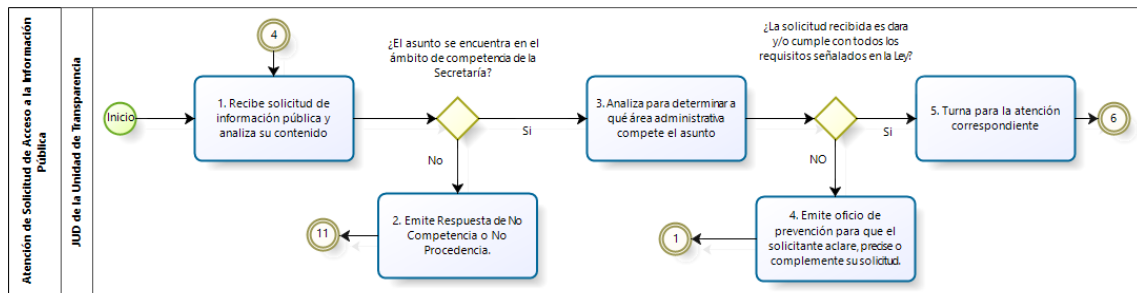 Atención de Solicitud de Acceso a la Información
Pública
JUD de la Unidad de Transparencia
Inicio
4
1. Recibe solicitud de
información pública y
analiza su contenido
¿El asunto se encuentra en el
ámbito de competencia de la
Secretaría?
Si
No
2. Emite Respuesta de No
Competencia o No
Procedencia.
11
3. Analiza para determinar a
qué área administrativa
compete el asunto
¿La solicitud recibida es clara
y/o cumple con todos los
requisitos señalados en la Ley?
Si
NO
4. Emite oficio de
prevención para que el
solicitante aclare, precise o
complemente su solicitud.
1
5. Turna para la atención
correspondiente
6